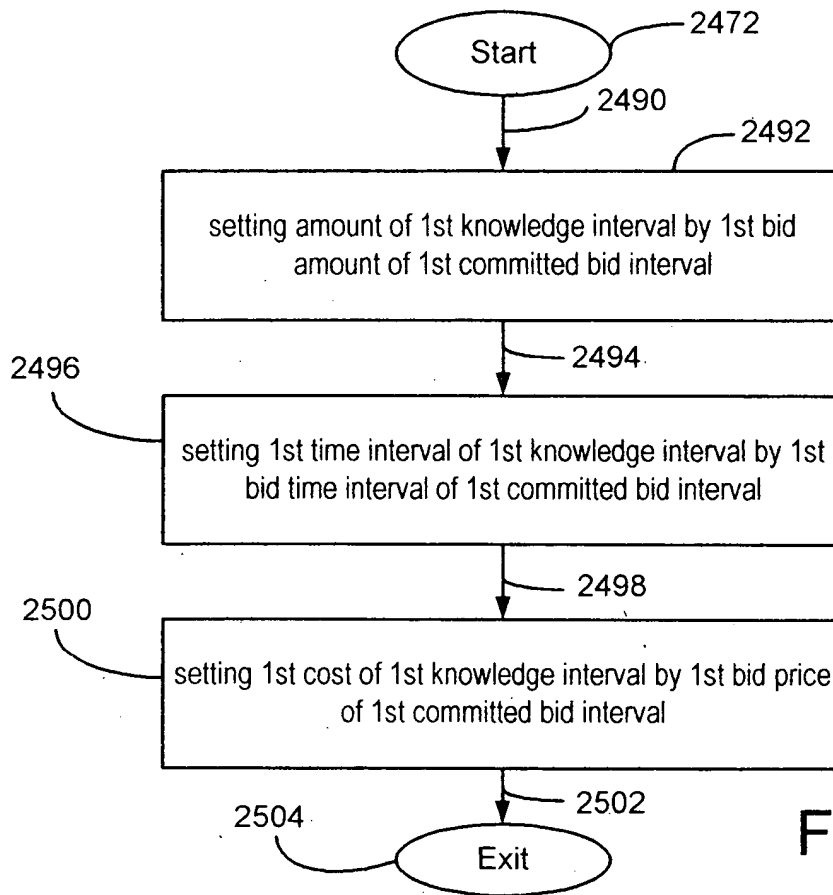 Start
2472
2490
2492
setting amount of 1st knowledge interval by 1st bid
amount of 1st committed bid interval
2494
2496
setting 1st time interval of 1st knowledge interval by 1st
bid time interval of 1st committed bid interval
2498
2500
setting 1st cost of 1st knowledge interval by 1st bid price
of 1st committed bid interval
2502
2504
Exit
F